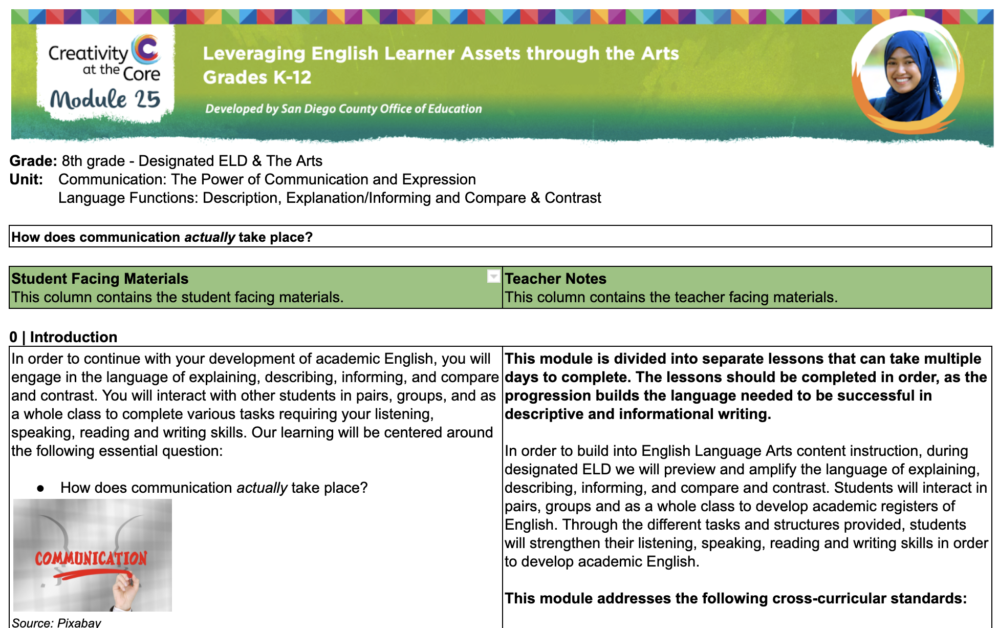 Creativity
at the
Core
Module 25
Leveraging English Learner Assets through the Arts
Grades K-12
Developed by San Diego County Office of Education
Grade: 8th grade - Designated ELD & The Arts
Unit: Communication: The Power of Communication and Expression
Language Functions: Description, Explanation/Informing and Compare & Contrast
How does communication actually take place?
Student Facing Materials
This column contains the student facing materials.
Teacher Notes
This column contains the teacher facing materials.
0 | Introduction
In order to continue with your development of academic English, you will
engage in the language of explaining, describing, informing, and compare
and contrast. You will interact with other students in pairs, groups, and as
a whole class to complete various tasks requiring your listening,
speaking, reading and writing skills. Our learning will be centered around
the following essential question:
● How does communication actually take place?
COMMUNICATION
Source: Pixabay
This module is divided into separate lessons that can take multiple
days to complete. The lessons should be completed in order, as the
progression builds the language needed to be successful in
descriptive and informational writing.
In order to build into English Language Arts content instruction, during
designated ELD we will preview and amplify the language of explaining,
describing, informing, and compare and contrast. Students will interact in
pairs, groups and as a whole class to develop academic registers of
English. Through the different tasks and structures provided, students
will strengthen their listening, speaking, reading and writing skills in order
to develop academic English.
This module addresses the following cross-curricular standards: